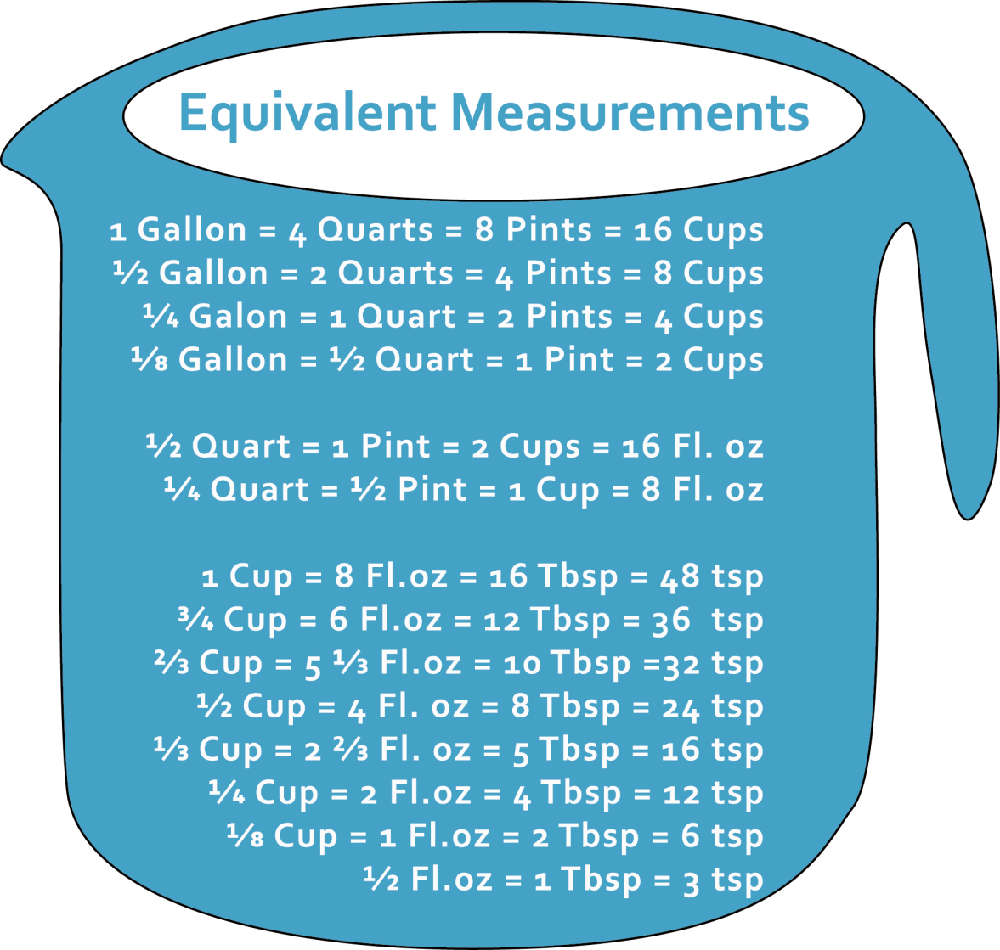 Equivalent Measurements
1 Gallon = 4 Quarts = 8 Pints = 16 Cups
½ Gallon = 2 Quarts = 4 Pints = 8 Cups
¼ Galon = 1 Quart = 2 Pints = 4 Cups
⅛ Gallon = ½ Quart = 1 Pint = 2 Cups
½ Quart = 1 Pint = 2 Cups = 16 Fl. oz
¼ Quart = ½ Pint = 1 Cup = 8 Fl. oz
1 Cup = 8 Fl.oz = 16 Tbsp = 48 tsp
¾ Cup = 6 Fl.oz = 12 Tbsp = 36 tsp
⅔ Cup = 5 ⅓ Fl.oz = 10 Tbsp =32 tsp
½ Cup = 4 Fl. oz = 8 Tbsp = 24 tsp
⅓ Cup = 2 ⅔ Fl. oz = 5 Tbsp = 16 tsp
¼ Cup = 2 Fl.oz = 4 Tbsp = 12 tsp
⅛ Cup = 1 Fl.oz = 2 Tbsp = 6 tsp
½ Fl.oz = 1 Tbsp = 3 tsp